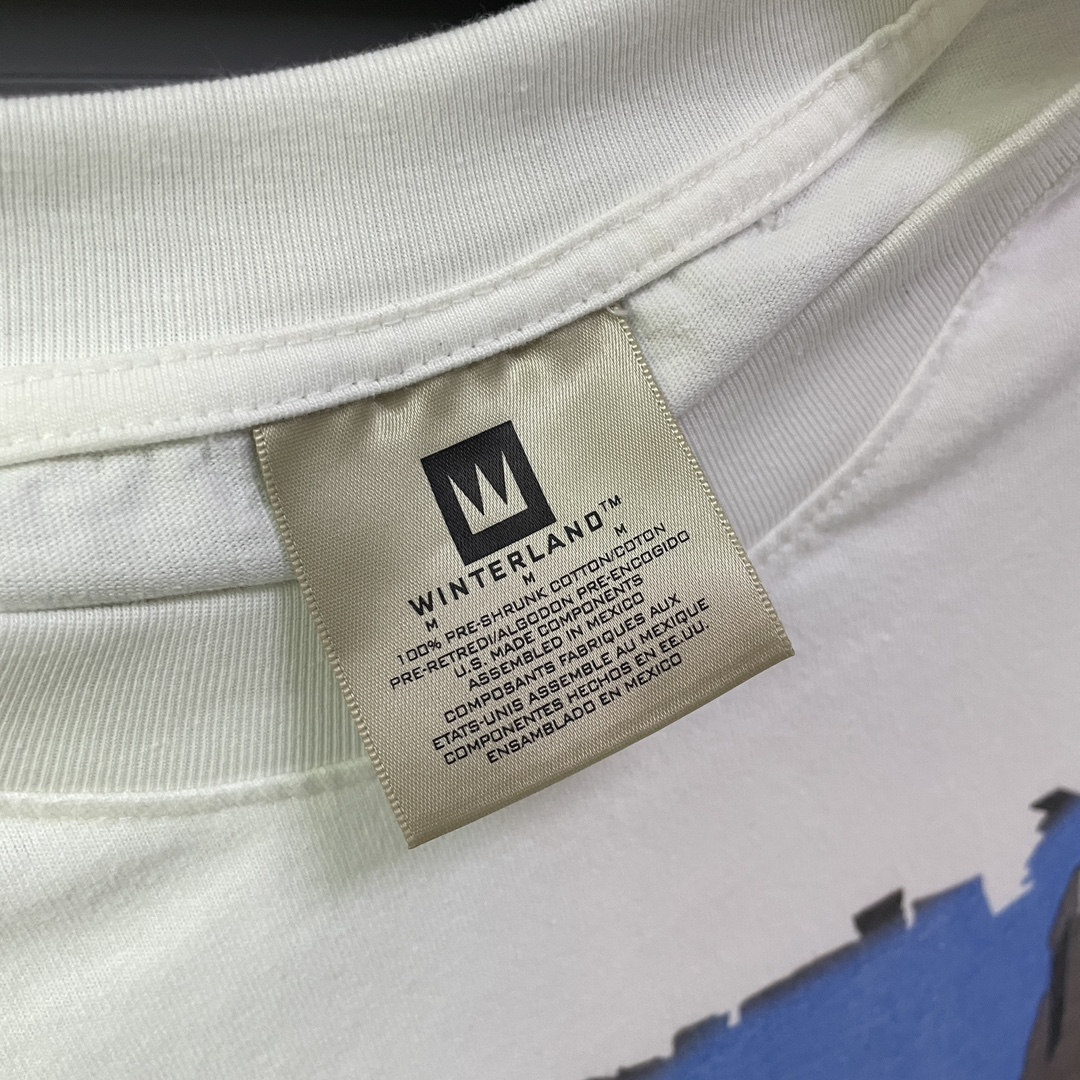 W
WINTERLAND™
M M M
100% PRE-SHRUNK COTTON/COTON
PRE-RETREDI/ALGODON PRE-ENCOGIDO
U.S. MADE COMPONENTS
ASSEMBLED IN MEXICO
COMPOSANTS FABRIQUES AUX
ETATS-UNIS ASSEMBLE AU MEXIQUE
COMPONENTES HECHOS EN EE.UU.
ENSAMBLADO EN MEXICO